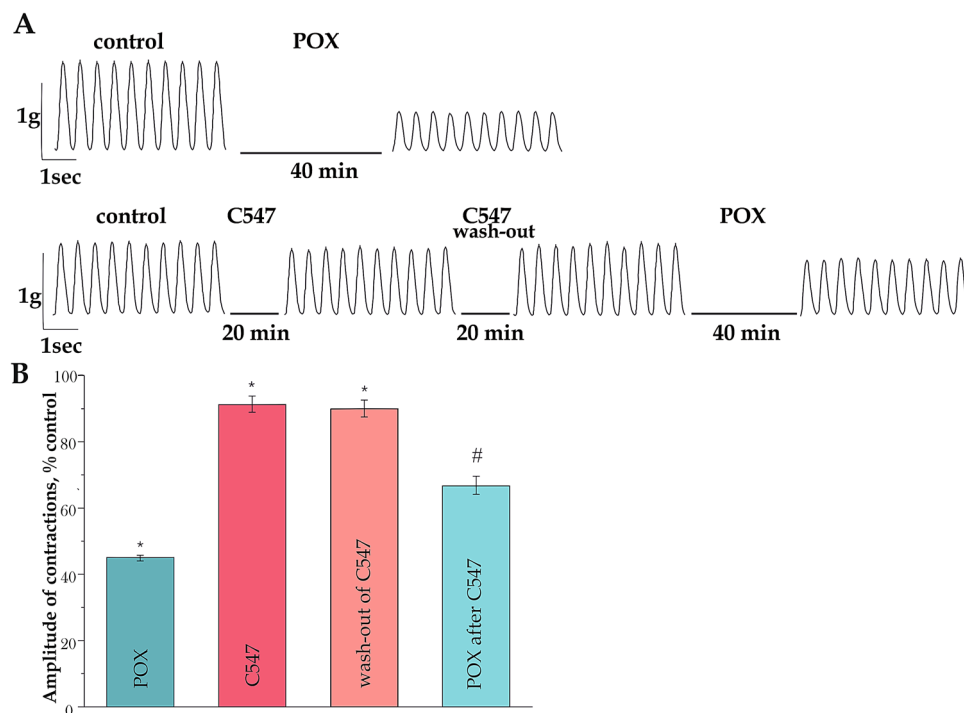 A
control POX
1g
1sec
40 min
control C547 C547 POX
wash-out
1g
1sec
20 min 20 min 40 min
B
Amplitude of contractions, % control
100
80
60
40
20
0
*
*
*
#
POX
C547
wash-out of C547
POX after C547